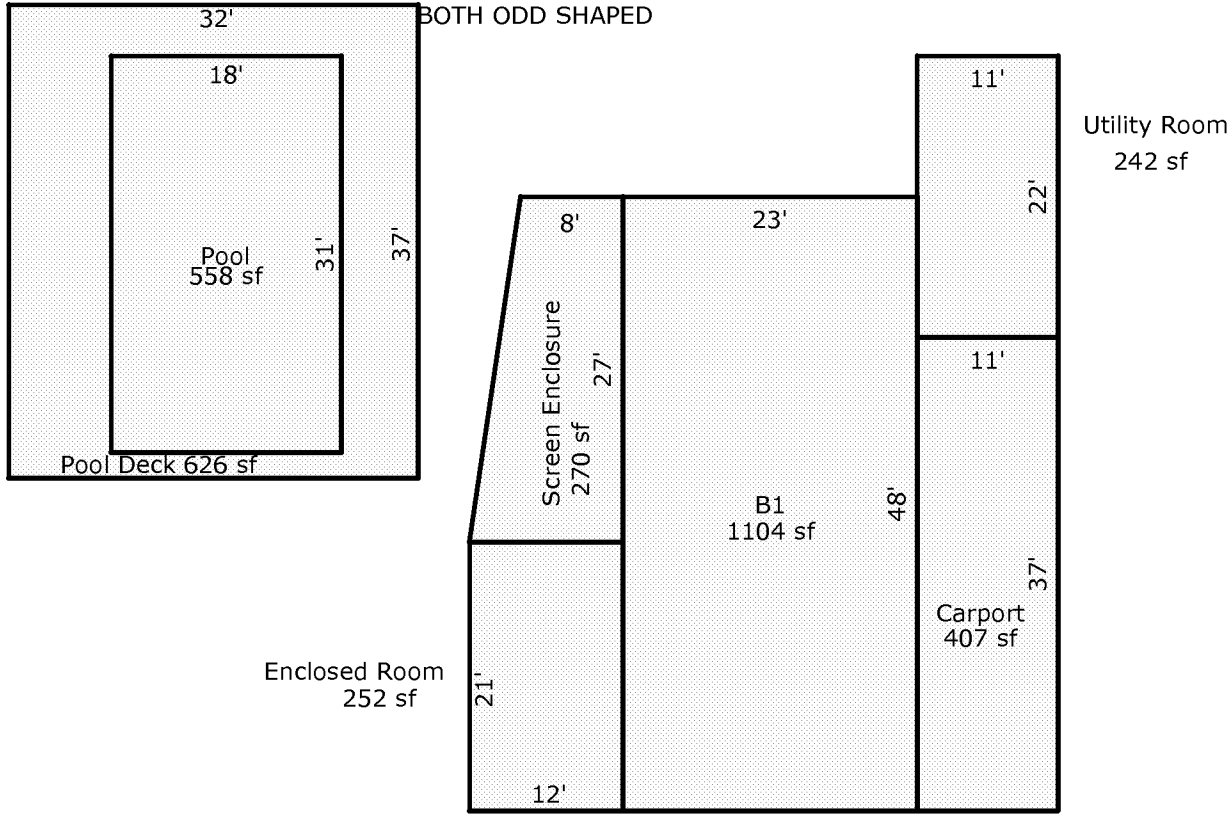 BOTH ODD SHAPED
32'
18'
Pool
558 sf
31'
37'
Pool Deck 626 sf
11'
Utility Room
242 sf
22'
8'
23'
Screen Enclosure
270 sf
27'
B1
1104 sf
48'
11'
37'
Carport
407 sf
Enclosed Room
252 sf
21'
12'